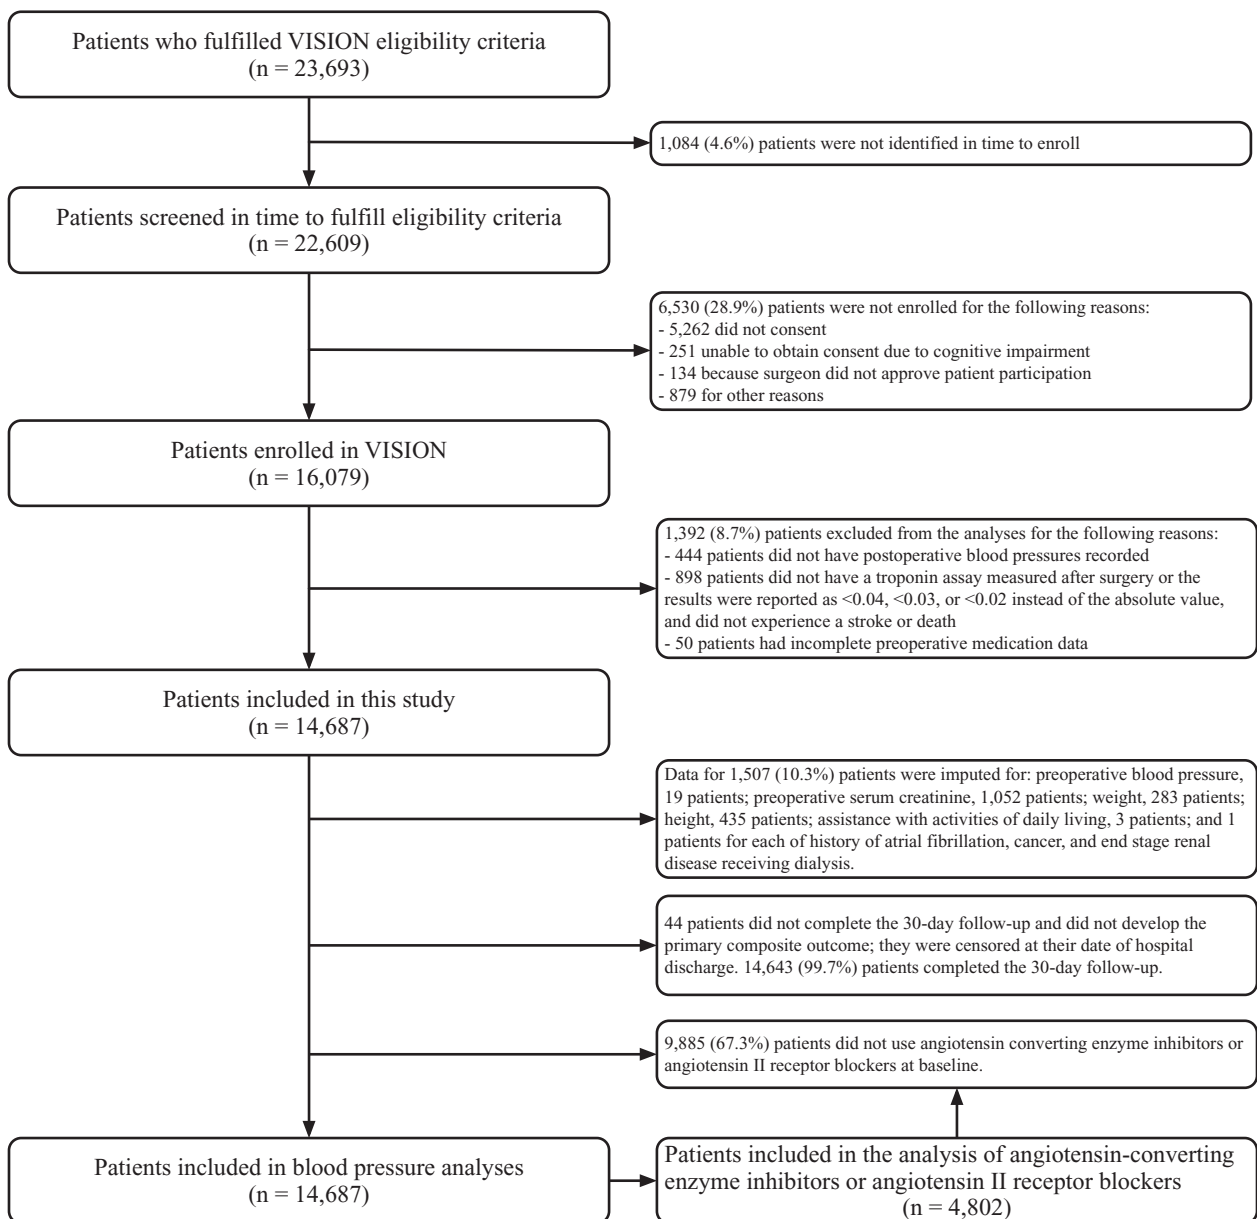 Patients who fulfilled VISION eligibility criteria
(n = 23,693)
1,084 (4.6%) patients were not identified in time to enroll
Patients screened in time to fulfill eligibility criteria
(n = 22,609)
6,530 (28.9%) patients were not enrolled for the following reasons:
- 5,262 did not consent
- 251 unable to obtain consent due to cognitive impairment
- 134 because surgeon did not approve patient participation
- 879 for other reasons
Patients enrolled in VISION
(n = 16,079)
1,392 (8.7%) patients excluded from the analyses for the following reasons:
- 444 patients did not have postoperative blood pressures recorded
- 898 patients did not have a troponin assay measured after surgery or the
results were reported as <0.04, <0.03, or <0.02 instead of the absolute value,
and did not experience a stroke or death
- 50 patients had incomplete preoperative medication data
Patients included in this study
(n = 14,687)
Data for 1,507 (10.3%) patients were imputed for: preoperative blood pressure,
19 patients; preoperative serum creatinine, 1,052 patients; weight, 283 patients;
height, 435 patients; assistance with activities of daily living, 3 patients; and 1
patients for each of history of atrial fibrillation, cancer, and end stage renal
disease receiving dialysis.
44 patients did not complete the 30-day follow-up and did not develop the
primary composite outcome; they were censored at their date of hospital
discharge. 14,643 (99.7%) patients completed the 30-day follow-up.
9,885 (67.3%) patients did not use angiotensin converting enzyme inhibitors or
angiotensin II receptor blockers at baseline.
Patients included in blood pressure analyses
(n = 14,687)
Patients included in the analysis of angiotensin-converting
enzyme inhibitors or angiotensin II receptor blockers
(n = 4,802)